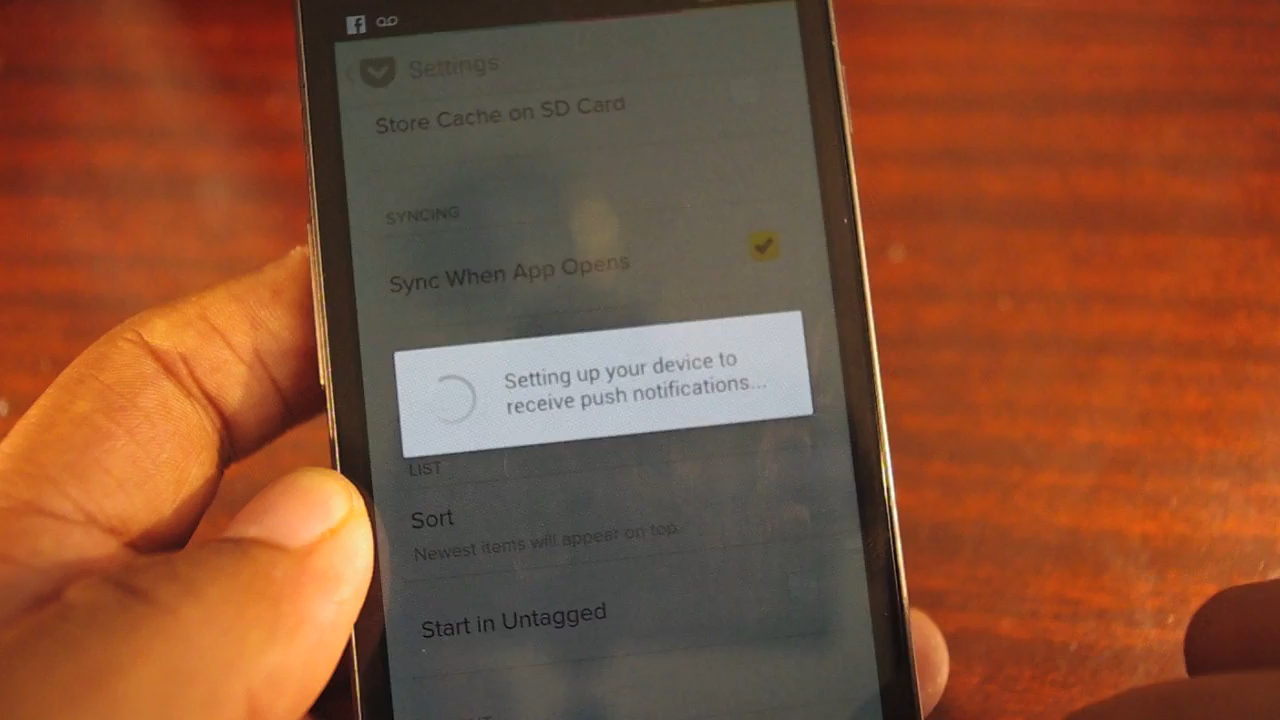 Settings
Store Cache on SD Card
SYNCING
Sync When App Opens
Setting up your device to
receive push notifications...
LIST
Sort
Newest items will appear on top.
Start in Untagged